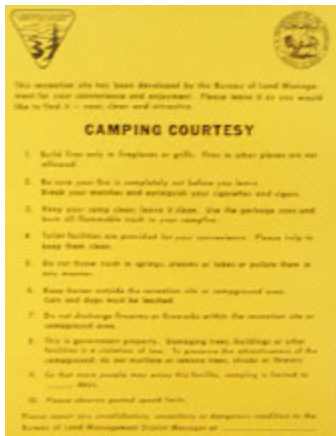 This recreation site has been developed by the Bureau of Land Manage-
ment for your convenience and enjoyment. Please leave it as you would
like to find it — neat, clean and attractive.
CAMPING COURTESY
1. Build fires only in fireplaces or grills. Fires in other places are not
allowed.
2. Be sure your fire is completely out before you leave.
Break your matches and extinguish your cigarettes and cigars.
3. Keep your camp clean; leave it clean. Use the garbage cans and
burn all flammable trash in your campfire.
4. Toilet facilities are provided for your convenience. Please help to
keep them clean.
5. Do not throw trash in springs, streams or lakes or pollute them in
any manner.
6. Keep horses outside the recreation site or campground area.
Cats and dogs must be leashed.
7. Do not discharge firearms or fireworks within the recreation site or
campground area.
8. This is government property. Damaging trees, buildings or other
facilities is a violation of law. To preserve the attractiveness of the
campground, do not mutilate or remove trees, shrubs or flowers.
9. So that more people may enjoy this facility, camping is limited to
______ days.
10. Please observe posted speed limits.
Please report any unsatisfactory, unsanitary or dangerous condition to the
Bureau of Land Management District Manager at